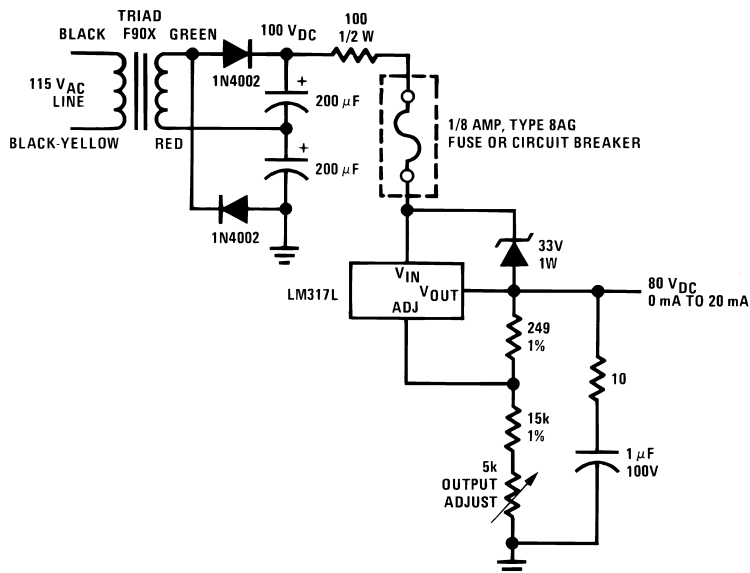 TRIAD
F90X
BLACK
GREEN
100 VDC
100
1/2 W
1N4002
115 VAC
LINE
+
200 µF
BLACK-YELLOW
RED
+
200 µF
1N4002
1/8 AMP, TYPE 8AG
FUSE OR CIRCUIT BREAKER
33V
1W
LM317L
VIN
VOUT
ADJ
80 VDC
0 mA TO 20 mA
249
1%
10
15k
1%
1 µF
100V
5k
OUTPUT
ADJUST